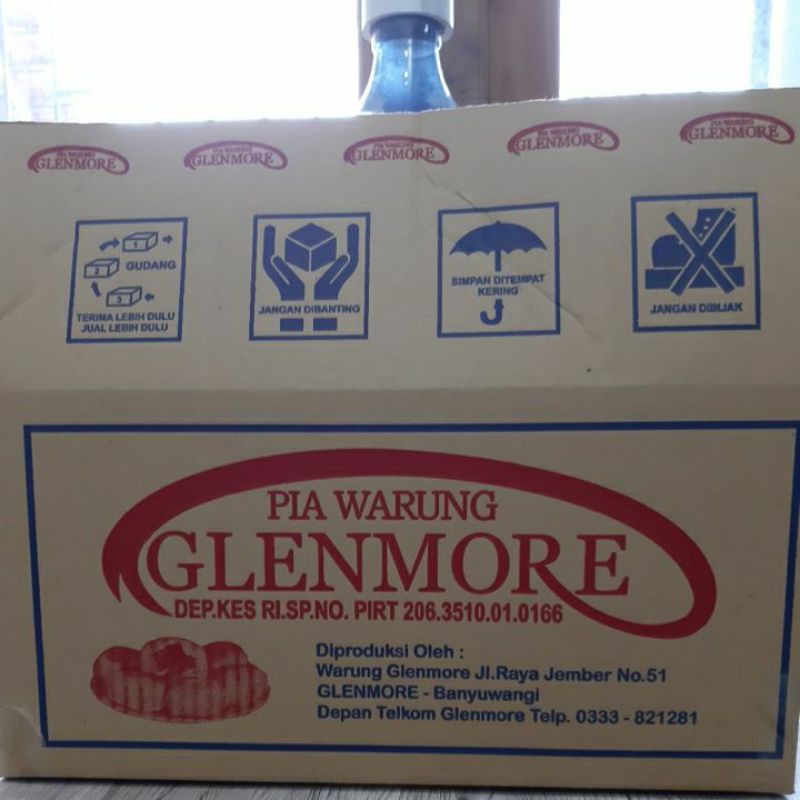 PIA WARUNG
GLENMORE
PIA WARUNG
GLENMORE
PIA WARUNG
GLENMORE
PIA WARUNG
GLENMORE
PIA WARUNG
GLENMORE
1
2 GUDANG
3
TERIMA LEBIH DULU
JUAL LEBIH DULU
JANGAN DIBANTING
SIMPAN DITEMPAT
KERING
JANGAN DIINJAK
PIA WARUNG
GLENMORE
DEP.KES RI.SP.NO. PIRT 206.3510.01.0166
Diproduksi Oleh :
Warung Glenmore Jl.Raya Jember No.51
GLENMORE - Banyuwangi
Depan Telkom Glenmore Telp. 0333 - 821281